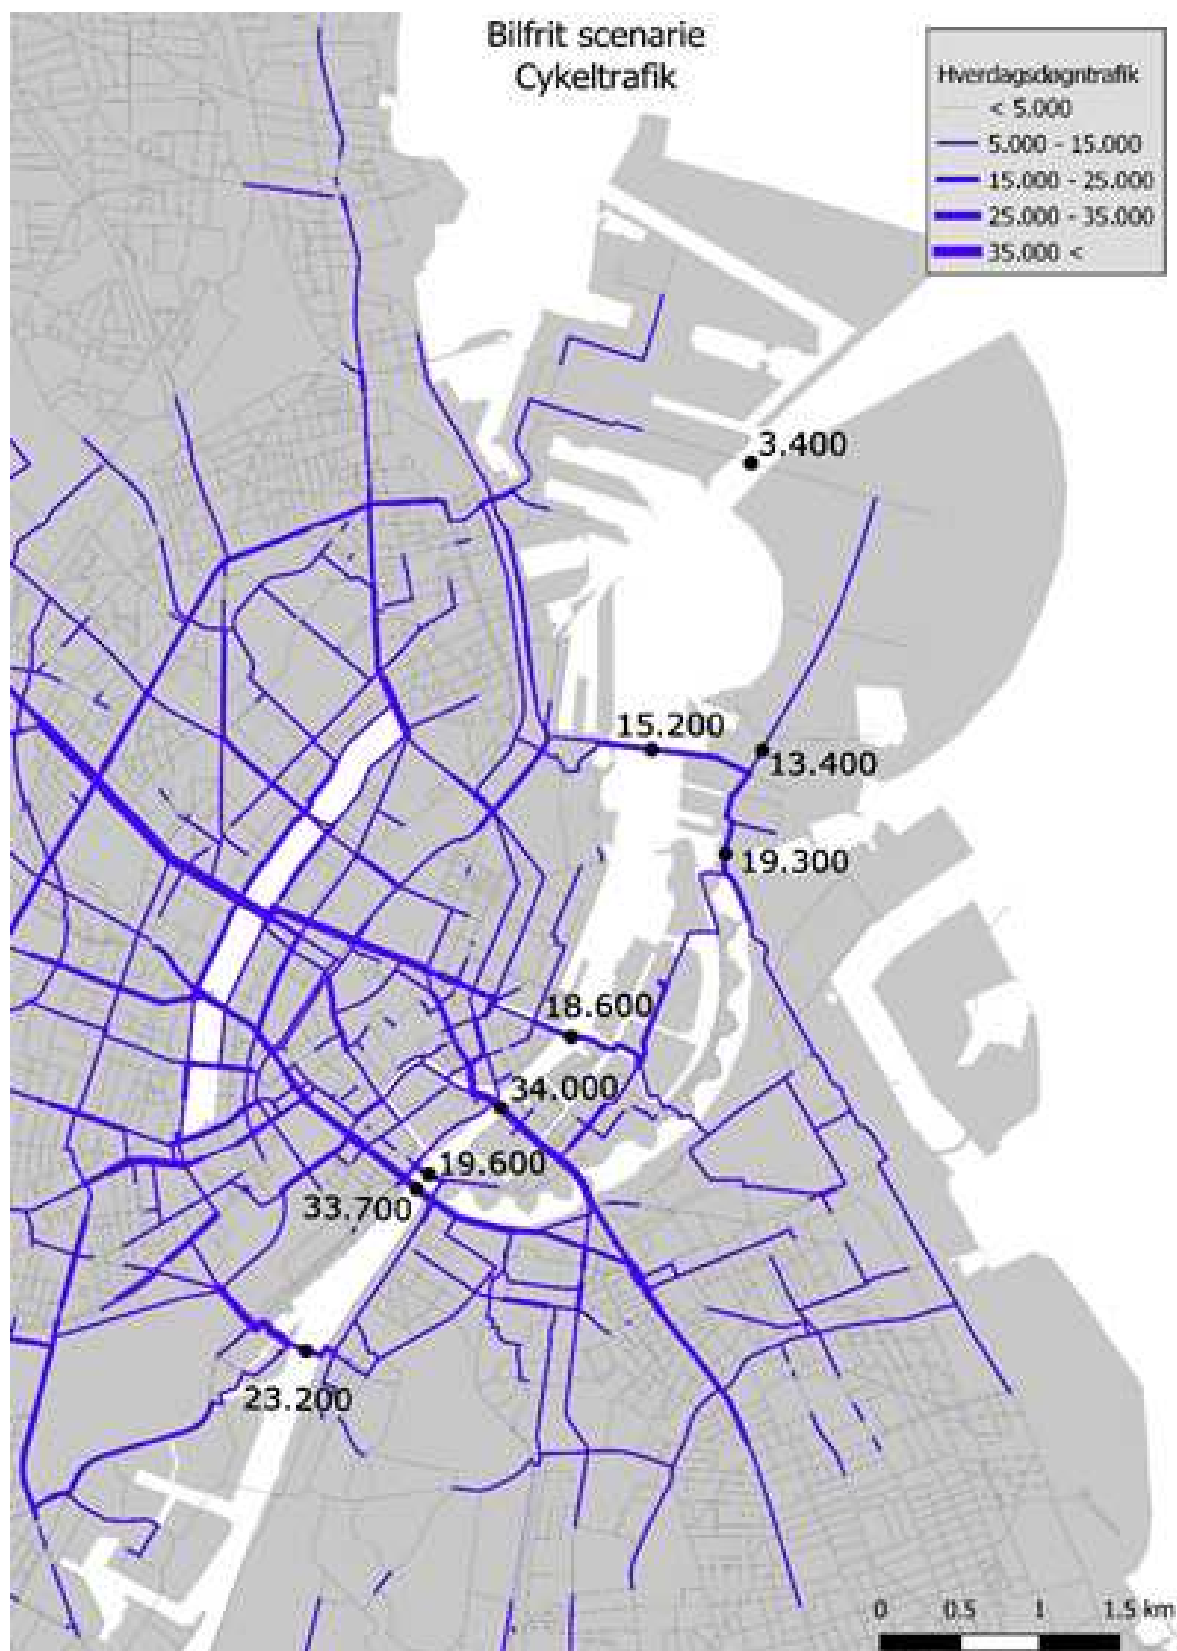 Bilfrit scenarie
Cykeltrafik
Hverdagsdøgntrafik
< 5.000
5.000 - 15.000
15.000 - 25.000
25.000 - 35.000
35.000 <
3.400
15.200
13.400
19.300
18.600
34.000
19.600
33.700
23.200
0 0.5 1 1.5 km